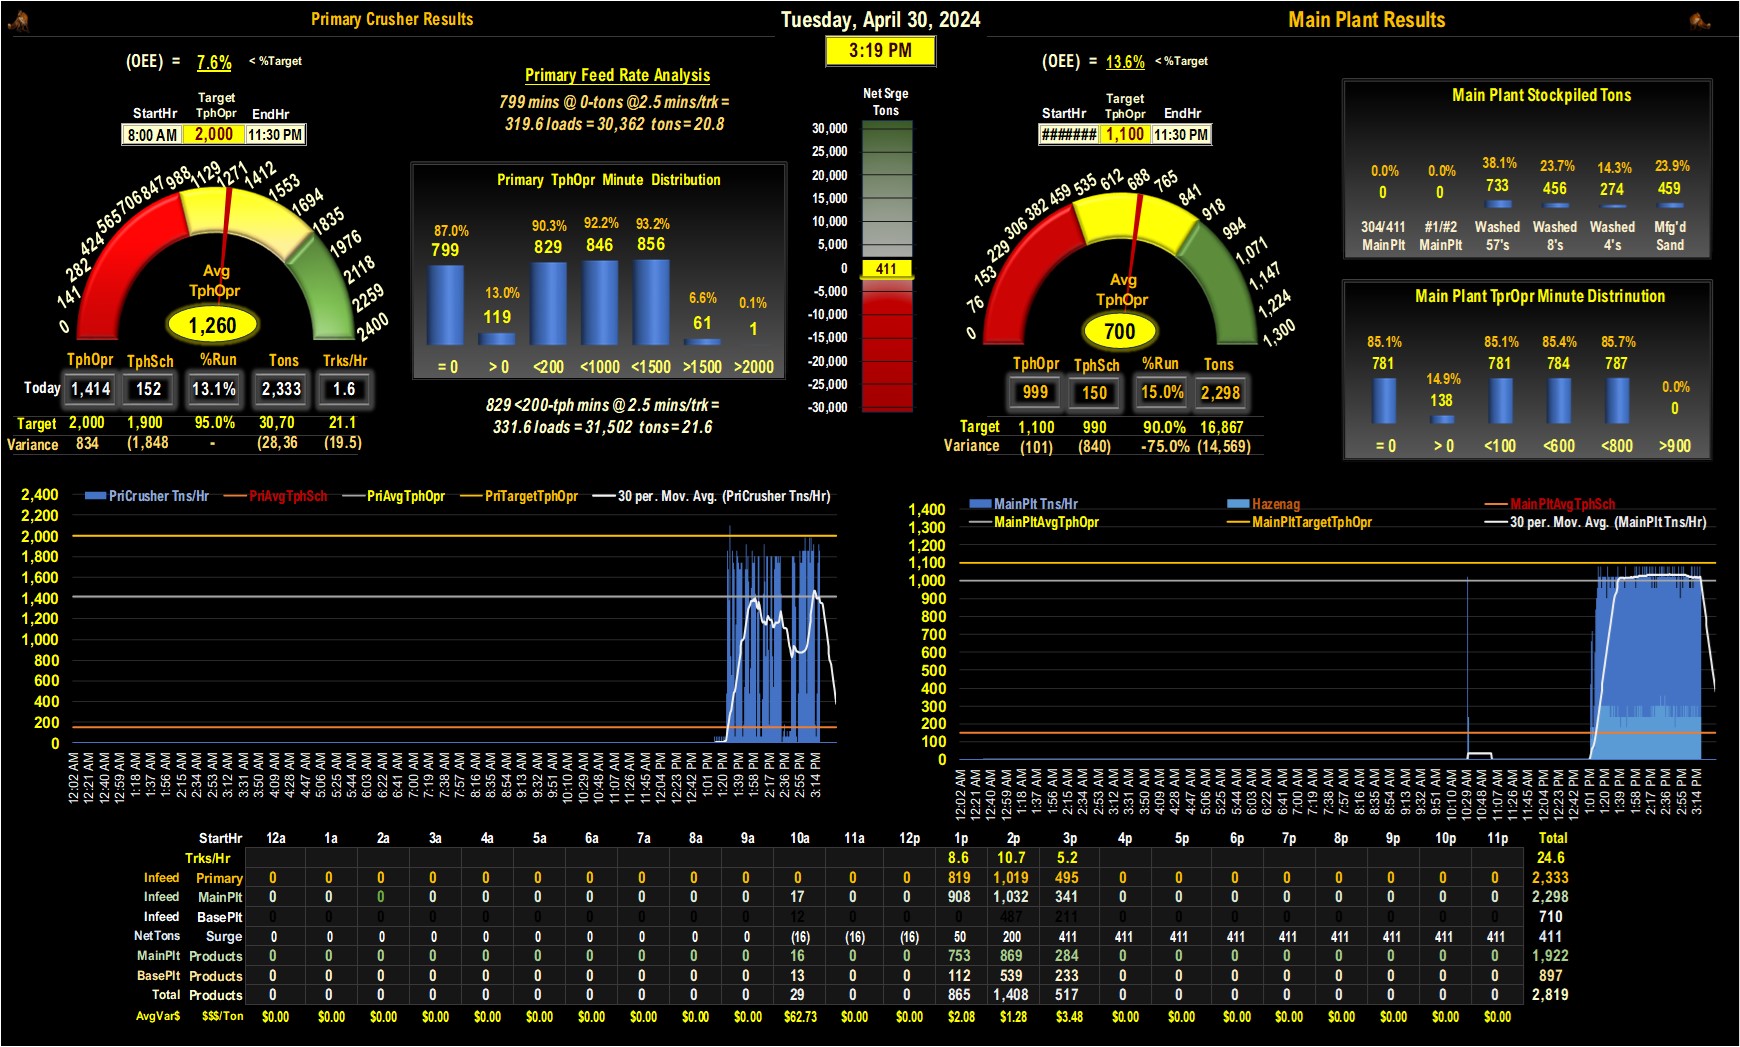 Primary Crusher Results
Tuesday, April 30, 2024
Main Plant Results
3:19 PM
(OEE) = 7.6% < %Target
StartHr Target TphOpr EndHr
8:00 AM 2,000 11:30 PM
0 141 282 424 565 706 847 988 1129 1271 1412 1553 1694 1835 1976 2118 2259 2400
Avg
TphOpr
1,260
TphOpr TphSch %Run Tons Trks/Hr
Today 1,414 152 13.1% 2,333 1.6
Target 2,000 1,900 95.0% 30,70 21.1
Variance 834 (1,848 - (28,36 (19.5)
Primary Feed Rate Analysis
799 mins @ 0-tons @2.5 mins/trk =
319.6 loads = 30,362 tons = 20.8
Primary TphOpr Minute Distribution
87.0% 13.0% 90.3% 92.2% 93.2% 6.6% 0.1%
799 119 829 846 856 61 1
= 0 > 0 <200 <1000 <1500 >1500 >2000
829 <200-tph mins @ 2.5 mins/trk =
331.6 loads = 31,502 tons = 21.6
Net Srge
Tons
30,000
25,000
20,000
15,000
10,000
5,000
0 411
-5,000
-10,000
-15,000
-20,000
-25,000
-30,000
(OEE) = 13.6% < %Target
StartHr Target TphOpr EndHr
####### 1,100 11:30 PM
0 76 153 229 306 382 459 535 612 688 765 841 918 994 1,071 1,147 1,224 1,300
Avg
TphOpr
700
TphOpr TphSch %Run Tons
999 150 15.0% 2,298
Target 1,100 990 90.0% 16,867
Variance (101) (840) -75.0% (14,569)
Main Plant Stockpiled Tons
0.0% 0.0% 38.1% 23.7% 14.3% 23.9%
0 0 733 456 274 459
304/411 #1/#2 Washed Washed Washed Mfg'd
MainPlt MainPlt 57's 8's 4's Sand
Main Plant TprOpr Minute Distrinution
85.1% 14.9% 85.1% 85.4% 85.7% 0.0%
781 138 781 784 787 0
= 0 > 0 <100 <600 <800 >900
PriCrusher Tns/Hr PriAvgTphSch PriAvgTphOpr PriTargetTphOpr 30 per. Mov. Avg. (PriCrusher Tns/Hr)
2,400
2,200
2,000
1,800
1,600
1,400
1,200
1,000
800
600
400
200
0
12:02 AM 12:21 AM 12:40 AM 12:59 AM 1:18 AM 1:37 AM 1:56 AM 2:15 AM 2:34 AM 2:53 AM 3:12 AM 3:31 AM 3:50 AM 4:09 AM 4:28 AM 4:47 AM 5:06 AM 5:25 AM 5:44 AM 6:03 AM 6:22 AM 6:41 AM 7:00 AM 7:19 AM 7:38 AM 7:57 AM 8:16 AM 8:35 AM 8:54 AM 9:13 AM 9:32 AM 9:51 AM 10:10 AM 10:29 AM 10:48 AM 11:07 AM 11:26 AM 11:45 AM 12:04 PM 12:23 PM 12:42 PM 1:01 PM 1:20 PM 1:39 PM 1:58 PM 2:17 PM 2:36 PM 2:55 PM 3:14 PM
MainPlt Tns/Hr Hazenag MainPltAvgTphSch
MainPltAvgTphOpr MainPltTargetTphOpr 30 per. Mov. Avg. (MainPlt Tns/Hr)
1,400
1,300
1,200
1,100
1,000
900
800
700
600
500
400
300
200
100
0
12:02 AM 12:21 AM 12:40 AM 12:59 AM 1:18 AM 1:37 AM 1:56 AM 2:15 AM 2:34 AM 2:53 AM 3:12 AM 3:31 AM 3:50 AM 4:09 AM 4:28 AM 4:47 AM 5:06 AM 5:25 AM 5:44 AM 6:03 AM 6:22 AM 6:41 AM 7:00 AM 7:19 AM 7:38 AM 7:57 AM 8:16 AM 8:35 AM 8:54 AM 9:13 AM 9:32 AM 9:51 AM 10:10 AM 10:29 AM 10:48 AM 11:07 AM 11:26 AM 11:45 AM 12:04 PM 12:23 PM 12:42 PM 1:01 PM 1:20 PM 1:39 PM 1:58 PM 2:17 PM 2:36 PM 2:55 PM 3:14 PM
StartHr 12a 1a 2a 3a 4a 5a 6a 7a 8a 9a 10a 11a 12p 1p 2p 3p 4p 5p 6p 7p 8p 9p 10p 11p Total
Trks/Hr 8.6 10.7 5.2 24.6
Infeed Primary 0 0 0 0 0 0 0 0 0 0 0 0 0 819 1,019 495 0 0 0 0 0 0 0 0 2,333
Infeed MainPlt 0 0 0 0 0 0 0 0 0 0 17 0 0 908 1,032 341 0 0 0 0 0 0 0 0 2,298
Infeed BasePlt 0 0 0 0 0 0 0 0 0 0 12 0 0 0 487 211 0 0 0 0 0 0 0 0 710
NetTons Surge 0 0 0 0 0 0 0 0 0 0 (16) (16) (16) 50 200 411 411 411 411 411 411 411 411 411 411
MainPlt Products 0 0 0 0 0 0 0 0 0 0 16 0 0 753 869 284 0 0 0 0 0 0 0 0 1,922
BasePlt Products 0 0 0 0 0 0 0 0 0 0 13 0 0 112 539 233 0 0 0 0 0 0 0 0 897
Total Products 0 0 0 0 0 0 0 0 0 0 29 0 0 865 1,408 517 0 0 0 0 0 0 0 0 2,819
AvgVar$ $$$/Ton $0.00 $0.00 $0.00 $0.00 $0.00 $0.00 $0.00 $0.00 $0.00 $0.00 $62.73 $0.00 $0.00 $2.08 $1.28 $3.48 $0.00 $0.00 $0.00 $0.00 $0.00 $0.00 $0.00 $0.00